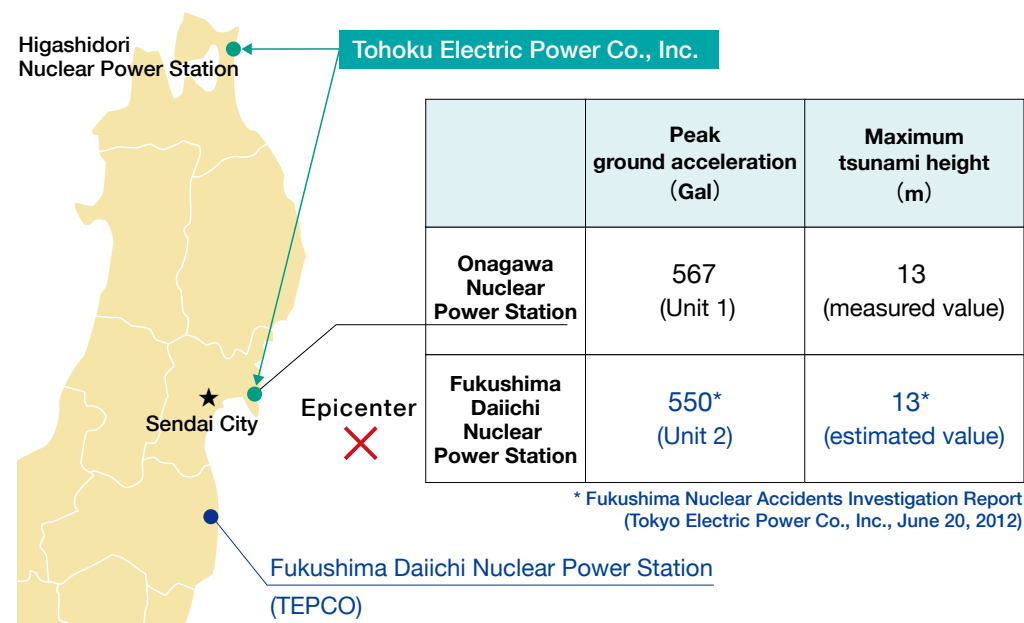 Higashidori
Nuclear Power Station
Tohoku Electric Power Co., Inc.
Peak
ground acceleration
（Gal）
Maximum
tsunami height
（m）
Onagawa
Nuclear
Power Station
567
(Unit 1)
13
(measured value)
Fukushima
Daiichi
Nuclear
Power Station
550*
(Unit 2)
13*
(estimated value)
Sendai City
Epicenter
* Fukushima Nuclear Accidents Investigation Report
(Tokyo Electric Power Co., Inc., June 20, 2012)
Fukushima Daiichi Nuclear Power Station
(TEPCO)